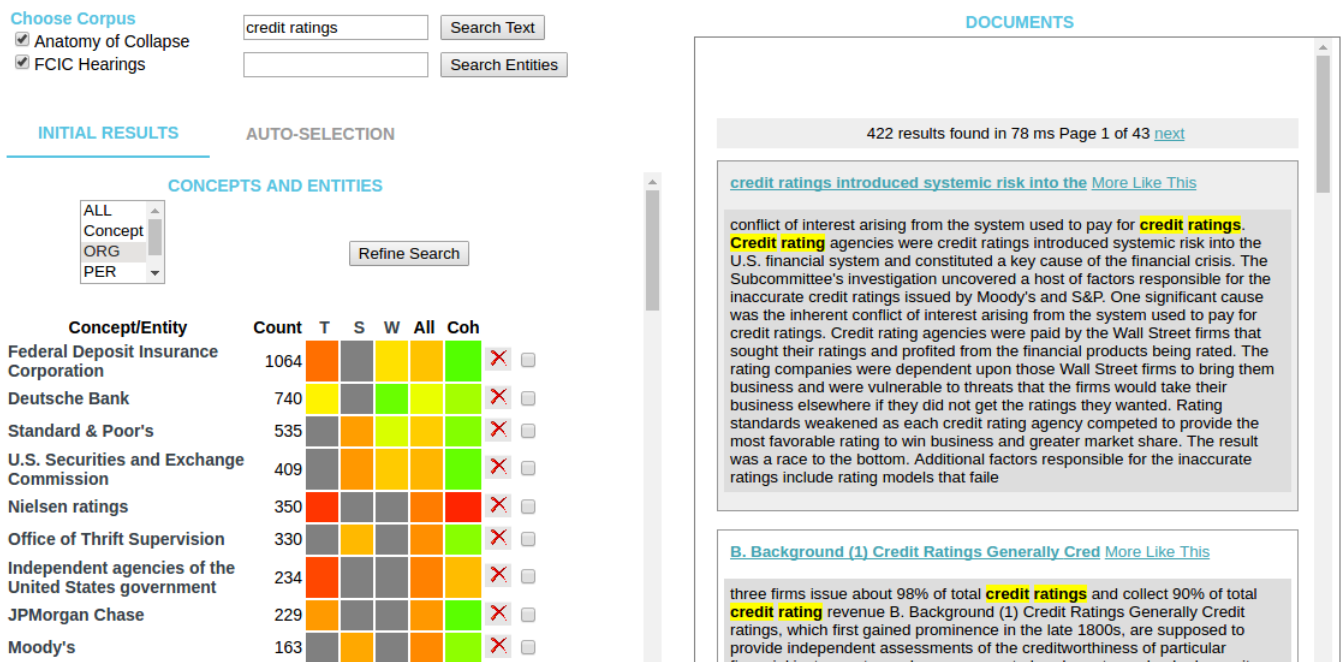 Choose Corpus
Anatomy of Collapse
FCIC Hearings
credit ratings
Search Text
Search Entities
INITIAL RESULTS
AUTO-SELECTION
CONCEPTS AND ENTITIES
ALL
Concept
ORG
PER
Refine Search
Concept/Entity Count T S W All Coh
Federal Deposit Insurance
Corporation 1064
Deutsche Bank 740
Standard & Poor's 535
U.S. Securities and Exchange
Commission 409
Nielsen ratings 350
Office of Thrift Supervision 330
Independent agencies of the
United States government 234
JPMorgan Chase 229
Moody's 163
DOCUMENTS
422 results found in 78 ms Page 1 of 43 next
credit ratings introduced systemic risk into the More Like This
conflict of interest arising from the system used to pay for credit ratings.
Credit rating agencies were credit ratings introduced systemic risk into the
U.S. financial system and constituted a key cause of the financial crisis. The
Subcommittee's investigation uncovered a host of factors responsible for the
inaccurate credit ratings issued by Moody's and S&P. One significant cause
was the inherent conflict of interest arising from the system used to pay for
credit ratings. Credit rating agencies were paid by the Wall Street firms that
sought their ratings and profited from the financial products being rated. The
rating companies were dependent upon those Wall Street firms to bring them
business and were vulnerable to threats that the firms would take their
business elsewhere if they did not get the ratings they wanted. Rating
standards weakened as each credit rating agency competed to provide the
most favorable rating to win business and greater market share. The result
was a race to the bottom. Additional factors responsible for the inaccurate
ratings include rating models that faile
B. Background (1) Credit Ratings Generally Cred More Like This
three firms issue about 98% of total credit ratings and collect 90% of total
credit rating revenue B. Background (1) Credit Ratings Generally Credit
ratings, which first gained prominence in the late 1800s, are supposed to
provide independent assessments of the creditworthiness of particular